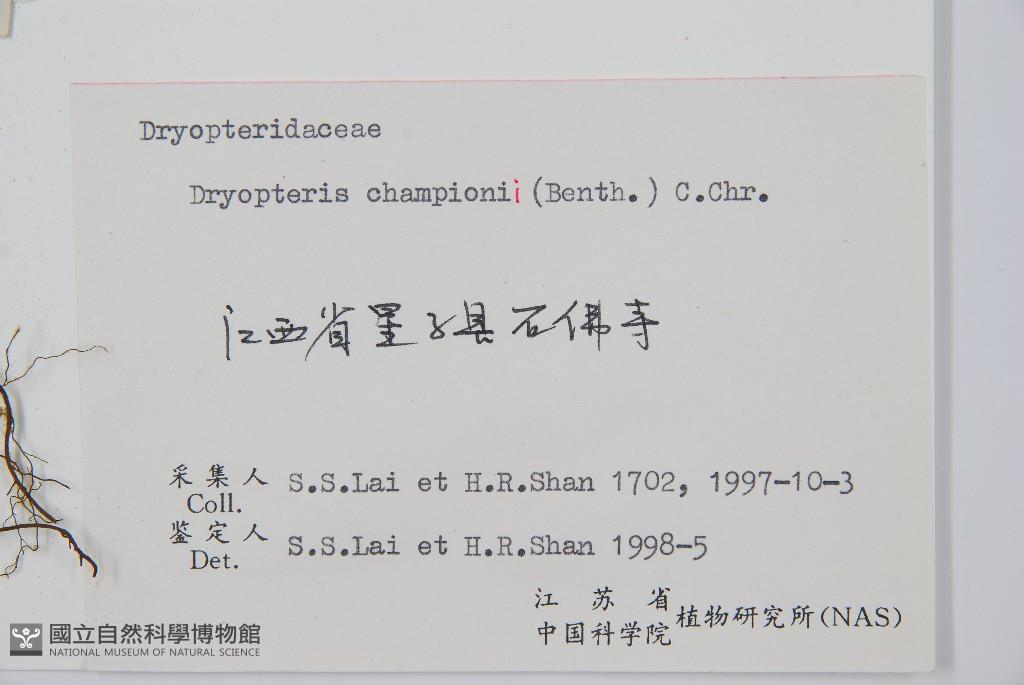 Dryopteridaceae
Dryopteris championii (Benth.) C.Chr.
江西省星子县石佛寺
采集人 S.S.Lai et H.R.Shan 1702, 1997-10-3
Coll.
鉴定人 S.S.Lai et H.R.Shan 1998-5
Det.
江苏省
中国科学院植物研究所(NAS)
國立自然科學博物館
NATIONAL MUSEUM OF NATURAL SCIENCE